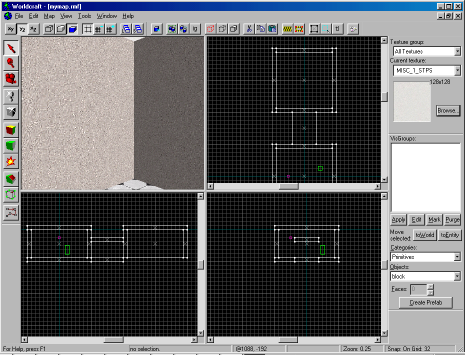 Worldcraft - [mymap.rmf]
File Edit Map View Tools Window Help
Texture group:
All Textures
Current texture:
MISC_1_STPS
128x128
Browse...
VisGroups:
Apply Edit Mark Purge
Move selected:
toWorld toEntity
Categories:
Primitives
Objects:
block
Faces:
Create Prefab
For Help, press F1
no selection.
@1088, -192
Zoom: 0.25
Snap: On Grid: 32